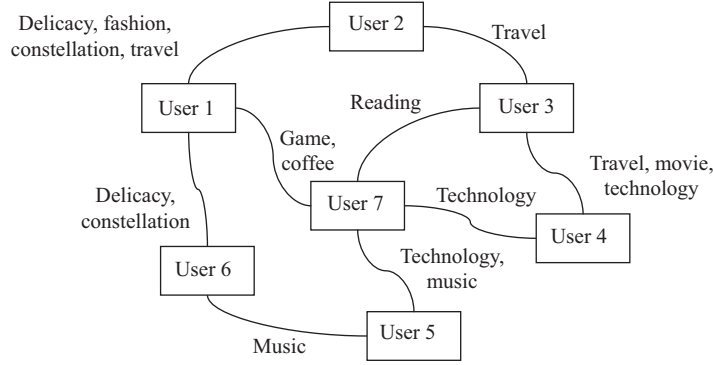 Delicacy, fashion,
constellation, travel
User 2
Travel
User 1
Reading
User 3
Game,
coffee
Travel, movie,
technology
Delicacy,
constellation
User 7
Technology
User 4
User 6
Technology,
music
User 5
Music